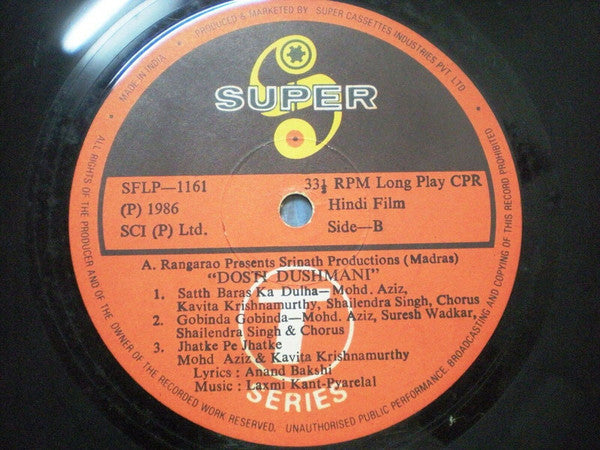 PRODUCED & MARKETED BY SUPER CASSETTES INDUSTRIES PVT. LTD.
MADE IN INDIA
SUPER
SFLP—1161
33⅓ RPM Long Play CPR
(P) 1986
Hindi Film
SCI (P) Ltd.
Side—B
A. Rangarao Presents Srinath Productions (Madras)
"DOSTI DUSHMANI"
1. Satth Baras Ka Dulha—Mohd. Aziz,
Kavita Krishnamurthy, Shailendra Singh, Chorus
2. Gobinda Gobinda—Mohd. Aziz, Suresh Wadkar,
Shailendra Singh & Chorus
3. Jhatke Pe Jhatke
Mohd Aziz & Kavita Krishnamurthy
Lyrics : Anand Bakshi
Music : Laxmi Kant-Pyarelal
T
SERIES
ALL RIGHTS OF THE PRODUCER AND OF THE OWNER OF THE RECORDED WORK RESERVED. UNAUTHORISED PUBLIC PERFORMANCE, BROADCASTING AND COPYING OF THIS RECORD PROHIBITED